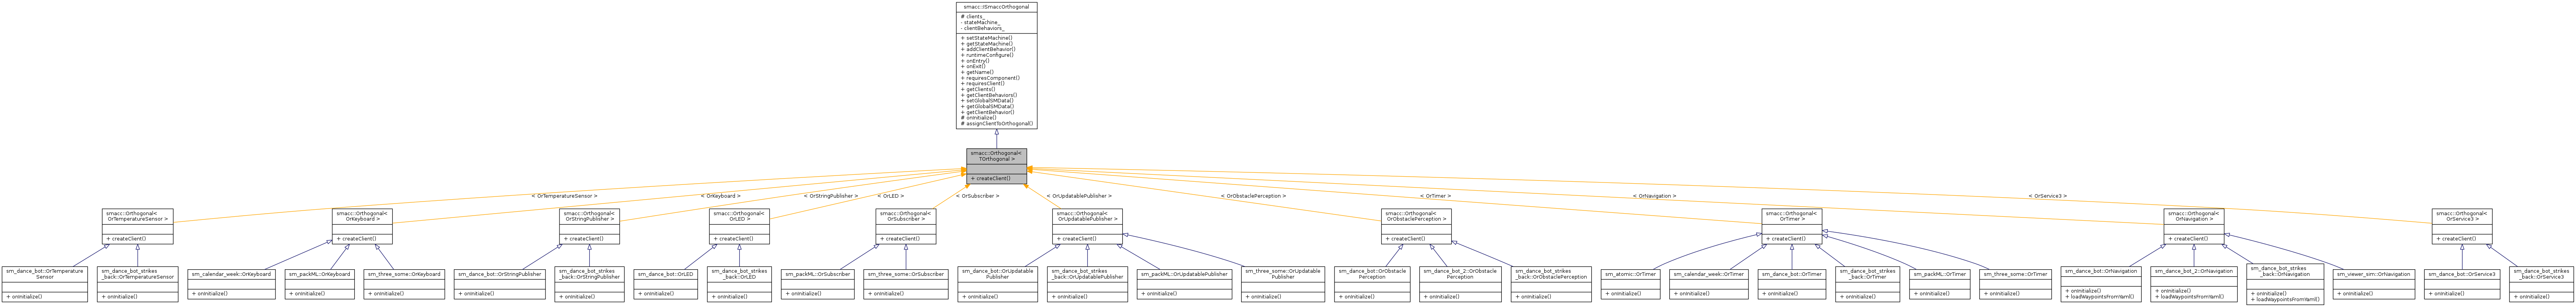 smacc::ISmaccOrthogonal
# clients_
- stateMachine_
- clientBehaviors_
+ setStateMachine()
+ getStateMachine()
+ addClientBehavior()
+ runtimeConfigure()
+ onEntry()
+ onExit()
+ getName()
+ requiresComponent()
+ requiresClient()
+ getClients()
+ getClientBehaviors()
+ setGlobalSMData()
+ getGlobalSMData()
+ getClientBehavior()
# onInitialize()
# assignClientToOrthogonal()
smacc::Orthogonal<
TOrthogonal >
+ createClient()
< OrTemperatureSensor >
< OrKeyboard >
< OrStringPublisher >
< OrLED >
< OrSubscriber >
< OrUpdatablePublisher >
< OrObstaclePerception >
< OrTimer >
< OrNavigation >
< OrService3 >
smacc::Orthogonal<
OrTemperatureSensor >
+ createClient()
smacc::Orthogonal<
OrKeyboard >
+ createClient()
smacc::Orthogonal<
OrStringPublisher >
+ createClient()
smacc::Orthogonal<
OrLED >
+ createClient()
smacc::Orthogonal<
OrSubscriber >
+ createClient()
smacc::Orthogonal<
OrUpdatablePublisher >
+ createClient()
smacc::Orthogonal<
OrObstaclePerception >
+ createClient()
smacc::Orthogonal<
OrTimer >
+ createClient()
smacc::Orthogonal<
OrNavigation >
+ createClient()
smacc::Orthogonal<
OrService3 >
+ createClient()
sm_dance_bot::OrTemperature
Sensor
+ onInitialize()
sm_dance_bot_strikes
_back::OrTemperatureSensor
+ onInitialize()
sm_calendar_week::OrKeyboard
+ onInitialize()
sm_packML::OrKeyboard
+ onInitialize()
sm_three_some::OrKeyboard
+ onInitialize()
sm_dance_bot::OrStringPublisher
+ onInitialize()
sm_dance_bot_strikes
_back::OrStringPublisher
+ onInitialize()
sm_dance_bot::OrLED
+ onInitialize()
sm_dance_bot_strikes
_back::OrLED
+ onInitialize()
sm_packML::OrSubscriber
+ onInitialize()
sm_three_some::OrSubscriber
+ onInitialize()
sm_dance_bot::OrUpdatable
Publisher
+ onInitialize()
sm_dance_bot_strikes
_back::OrUpdatablePublisher
+ onInitialize()
sm_packML::OrUpdatablePublisher
+ onInitialize()
sm_three_some::OrUpdatable
Publisher
+ onInitialize()
sm_dance_bot::OrObstacle
Perception
+ onInitialize()
sm_dance_bot_2::OrObstacle
Perception
+ onInitialize()
sm_dance_bot_strikes
_back::OrObstaclePerception
+ onInitialize()
sm_atomic::OrTimer
+ onInitialize()
sm_calendar_week::OrTimer
+ onInitialize()
sm_dance_bot::OrTimer
+ onInitialize()
sm_dance_bot_strikes
_back::OrTimer
+ onInitialize()
sm_packML::OrTimer
+ onInitialize()
sm_three_some::OrTimer
+ onInitialize()
sm_dance_bot::OrNavigation
+ onInitialize()
+ loadWaypointsFromYaml()
sm_dance_bot_2::OrNavigation
+ onInitialize()
+ loadWaypointsFromYaml()
sm_dance_bot_strikes
_back::OrNavigation
+ onInitialize()
+ loadWaypointsFromYaml()
sm_viewer_sim::OrNavigation
+ onInitialize()
sm_dance_bot::OrService3
+ onInitialize()
sm_dance_bot_strikes
_back::OrService3
+ onInitialize()